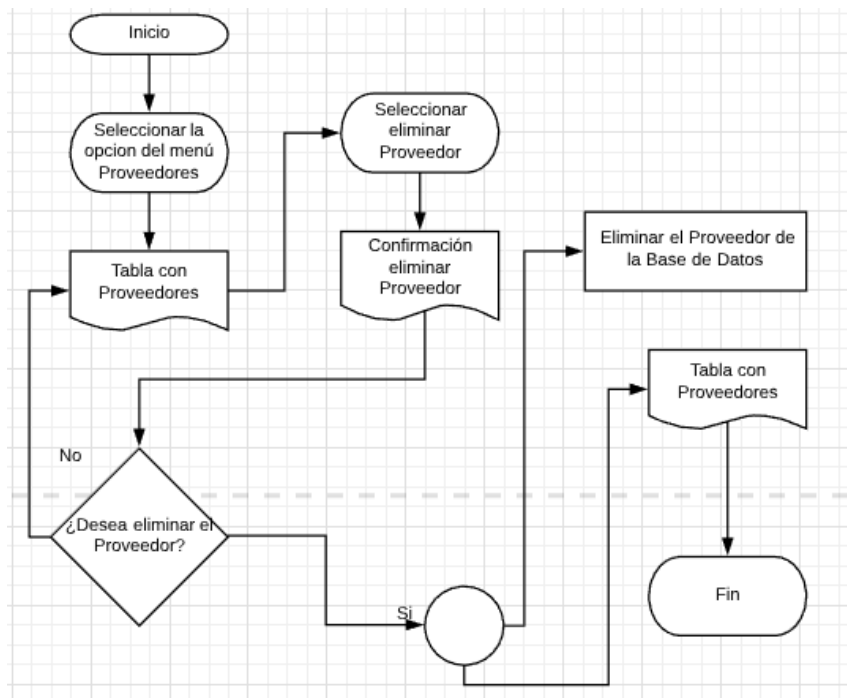 Inicio
Seleccionar la
opcion del menú
Proveedores
Tabla con
Proveedores
Seleccionar
eliminar
Proveedor
Confirmación
eliminar
Proveedor
No
¿Desea eliminar el
Proveedor?
Si
Eliminar el Proveedor de
la Base de Datos
Tabla con
Proveedores
Fin